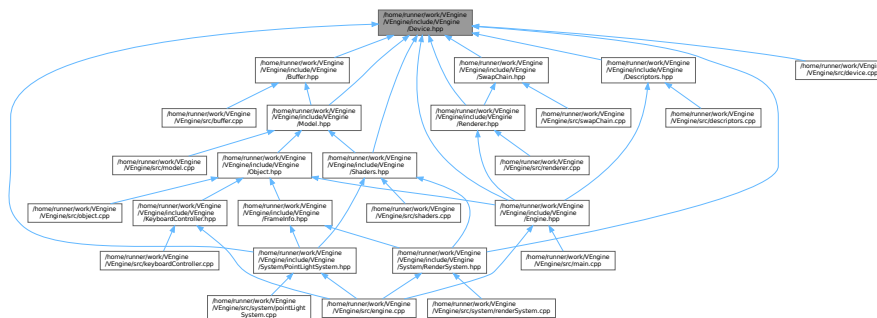 /home/runner/work/VEngine
/VEngine/include/VEngine
/Device.hpp
/home/runner/work/VEngine
/VEngine/include/VEngine
/Buffer.hpp
/home/runner/work/VEngine
/VEngine/include/VEngine
/SwapChain.hpp
/home/runner/work/VEngine
/VEngine/include/VEngine
/Descriptors.hpp
/home/runner/work/VEngi
/VEngine/src/device.cp
/home/runner/work/VEngine
/VEngine/src/buffer.cpp
/home/runner/work/VEngine
/VEngine/include/VEngine
/Model.hpp
/home/runner/work/VEngine
/VEngine/include/VEngine
/Renderer.hpp
/home/runner/work/VEngine
/VEngine/src/swapChain.cpp
/home/runner/work/VEngine
/VEngine/src/descriptors.cpp
/home/runner/work/VEngine
/VEngine/src/model.cpp
/home/runner/work/VEngine
/VEngine/include/VEngine
/Object.hpp
/home/runner/work/VEngine
/VEngine/include/VEngine
/Shaders.hpp
/home/runner/work/VEngine
/VEngine/src/renderer.cpp
/home/runner/work/VEngine
/VEngine/src/object.cpp
/home/runner/work/VEngine
/VEngine/include/VEngine
/KeyboardController.hpp
/home/runner/work/VEngine
/VEngine/include/VEngine
/FrameInfo.hpp
/home/runner/work/VEngine
/VEngine/src/shaders.cpp
/home/runner/work/VEngine
/VEngine/include/VEngine
/Engine.hpp
/home/runner/work/VEngine
/VEngine/src/keyboardController.cpp
/home/runner/work/VEngine
/VEngine/include/VEngine
/System/PointLightSystem.hpp
/home/runner/work/VEngine
/VEngine/include/VEngine
/System/RenderSystem.hpp
/home/runner/work/VEngine
/VEngine/src/main.cpp
/home/runner/work/VEngine
/VEngine/src/system/pointLight
System.cpp
/home/runner/work/VEngine
/VEngine/src/engine.cpp
/home/runner/work/VEngine
/VEngine/src/system/renderSystem.cpp